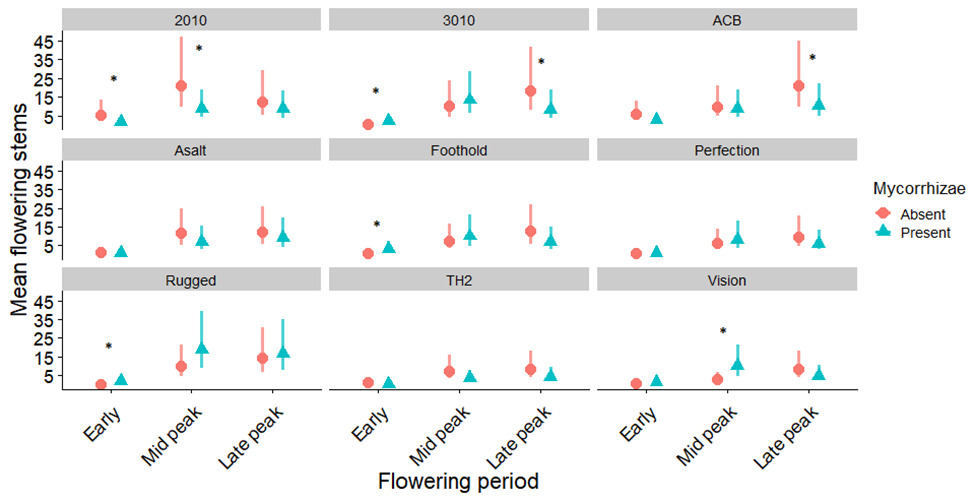 2010 3010 ACB
45
35
25
15
5
* * * * *
Asalt Foothold Perfection
45
35
25
15
5
*
Rugged TH2 Vision
45
35
25
15
5
* *
Mean flowering stems
Early Mid peak Late peak Early Mid peak Late peak Early Mid peak Late peak
Flowering period
Mycorrhizae
Absent
Present